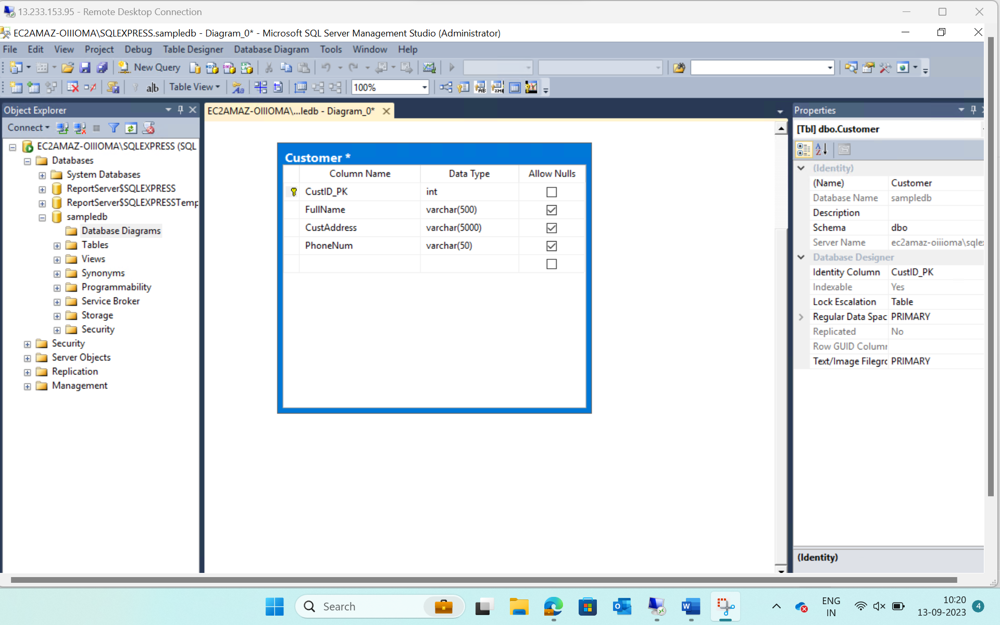 13.233.153.95 - Remote Desktop Connection
EC2AMAZ-OIIIOMA\SQLEXPRESS.sampledb - Diagram_0* - Microsoft SQL Server Management Studio (Administrator)
File Edit View Project Debug Table Designer Database Diagram Tools Window Help
New Query
Table View 100%
Object Explorer
Connect
EC2AMAZ-OIIIOMA\SQLEXPRESS (SQL
Databases
System Databases
ReportServer$SQLEXPRESS
ReportServer$SQLEXPRESSTemp
sampledb
Database Diagrams
Tables
Views
Synonyms
Programmability
Service Broker
Storage
Security
Security
Server Objects
Replication
Management
EC2AMAZ-OIIIOMA\...ledb - Diagram_0*
Customer *
Column Name Data Type Allow Nulls
CustID_PK int
FullName varchar(500)
CustAddress varchar(5000)
PhoneNum varchar(50)
Properties
[Tbl] dbo.Customer
(Identity)
(Name) Customer
Database Name sampledb
Description
Schema dbo
Server Name ec2amaz-oiiioma\sqle
Database Designer
Identity Column CustID_PK
Indexable Yes
Lock Escalation Table
Regular Data Spac PRIMARY
Replicated No
Row GUID Colum
Text/Image Filegro PRIMARY
(Identity)
Search
ENG
IN
10:20
13-09-2023
4